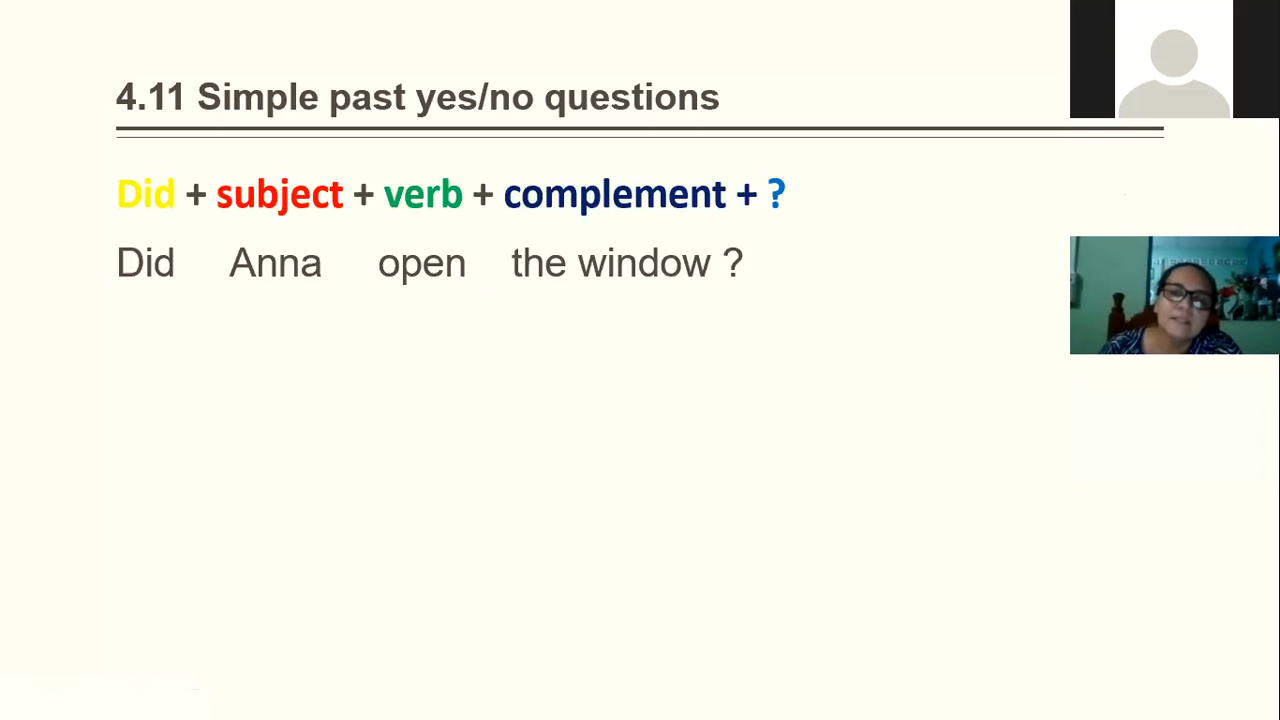 4.11 Simple past yes/no questions
Did + subject + verb + complement + ?
Did Anna open the window ?